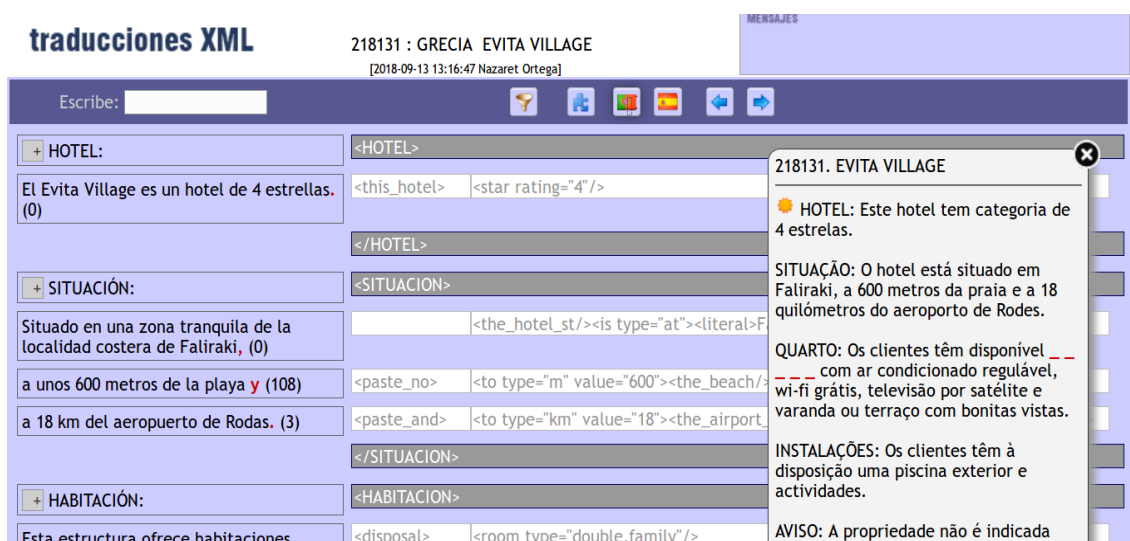 traducciones XML
218131 : GRECIA EVITA VILLAGE
[2018-09-13 13:16:47 Nazaret Ortega]
MENSAJES
Escribe:
+ HOTEL:
El Evita Village es un hotel de 4 estrellas.
(0)
+ SITUACIÓN:
Situado en una zona tranquila de la
localidad costera de Faliraki, (0)
a unos 600 metros de la playa y (108)
a 18 km del aeropuerto de Rodas. (3)
+ HABITACIÓN:
Esta estructura ofrece habitaciones
<HOTEL>
<this_hotel> <star rating="4"/>
</HOTEL>
<SITUACION>
<the_hotel_st/><is type="at"><literal>
<paste_no> <to type="m" value="600"><the_beach/>
<paste_and> <to type="km" value="18"><the_airport_
</SITUACION>
<HABITACION>
<disposal> <room type="double,family"/>
218131. EVITA VILLAGE
HOTEL: Este hotel tem categoria de
4 estrelas.
SITUAÇÃO: O hotel está situado em
Faliraki, a 600 metros da praia e a 18
quilómetros do aeroporto de Rodes.
QUARTO: Os clientes têm disponível _ _
_ _ _ com ar condicionado regulável,
wi-fi grátis, televisão por satélite e
varanda ou terraço com bonitas vistas.
INSTALAÇÕES: Os clientes têm à
disposição uma piscina exterior e
actividades.
AVISO: A propriedade não é indicada